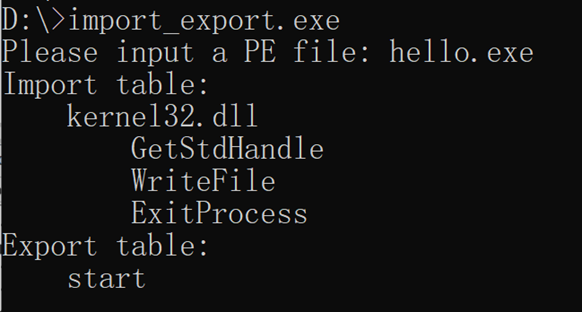 D:\>import_export.exe
Please input a PE file: hello.exe
Import table:
    kernel32.dll
        GetStdHandle
        WriteFile
        ExitProcess
Export table:
    start